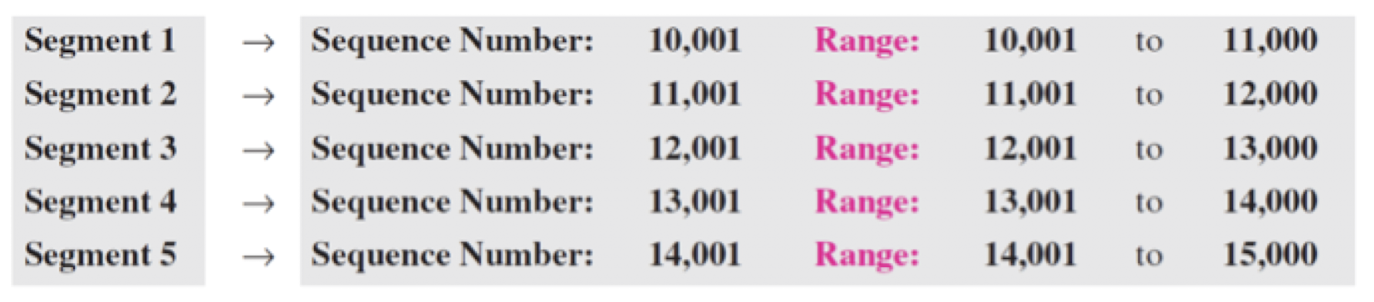 Segment 1 → Sequence Number: 10,001 Range: 10,001 to 11,000
Segment 2 → Sequence Number: 11,001 Range: 11,001 to 12,000
Segment 3 → Sequence Number: 12,001 Range: 12,001 to 13,000
Segment 4 → Sequence Number: 13,001 Range: 13,001 to 14,000
Segment 5 → Sequence Number: 14,001 Range: 14,001 to 15,000